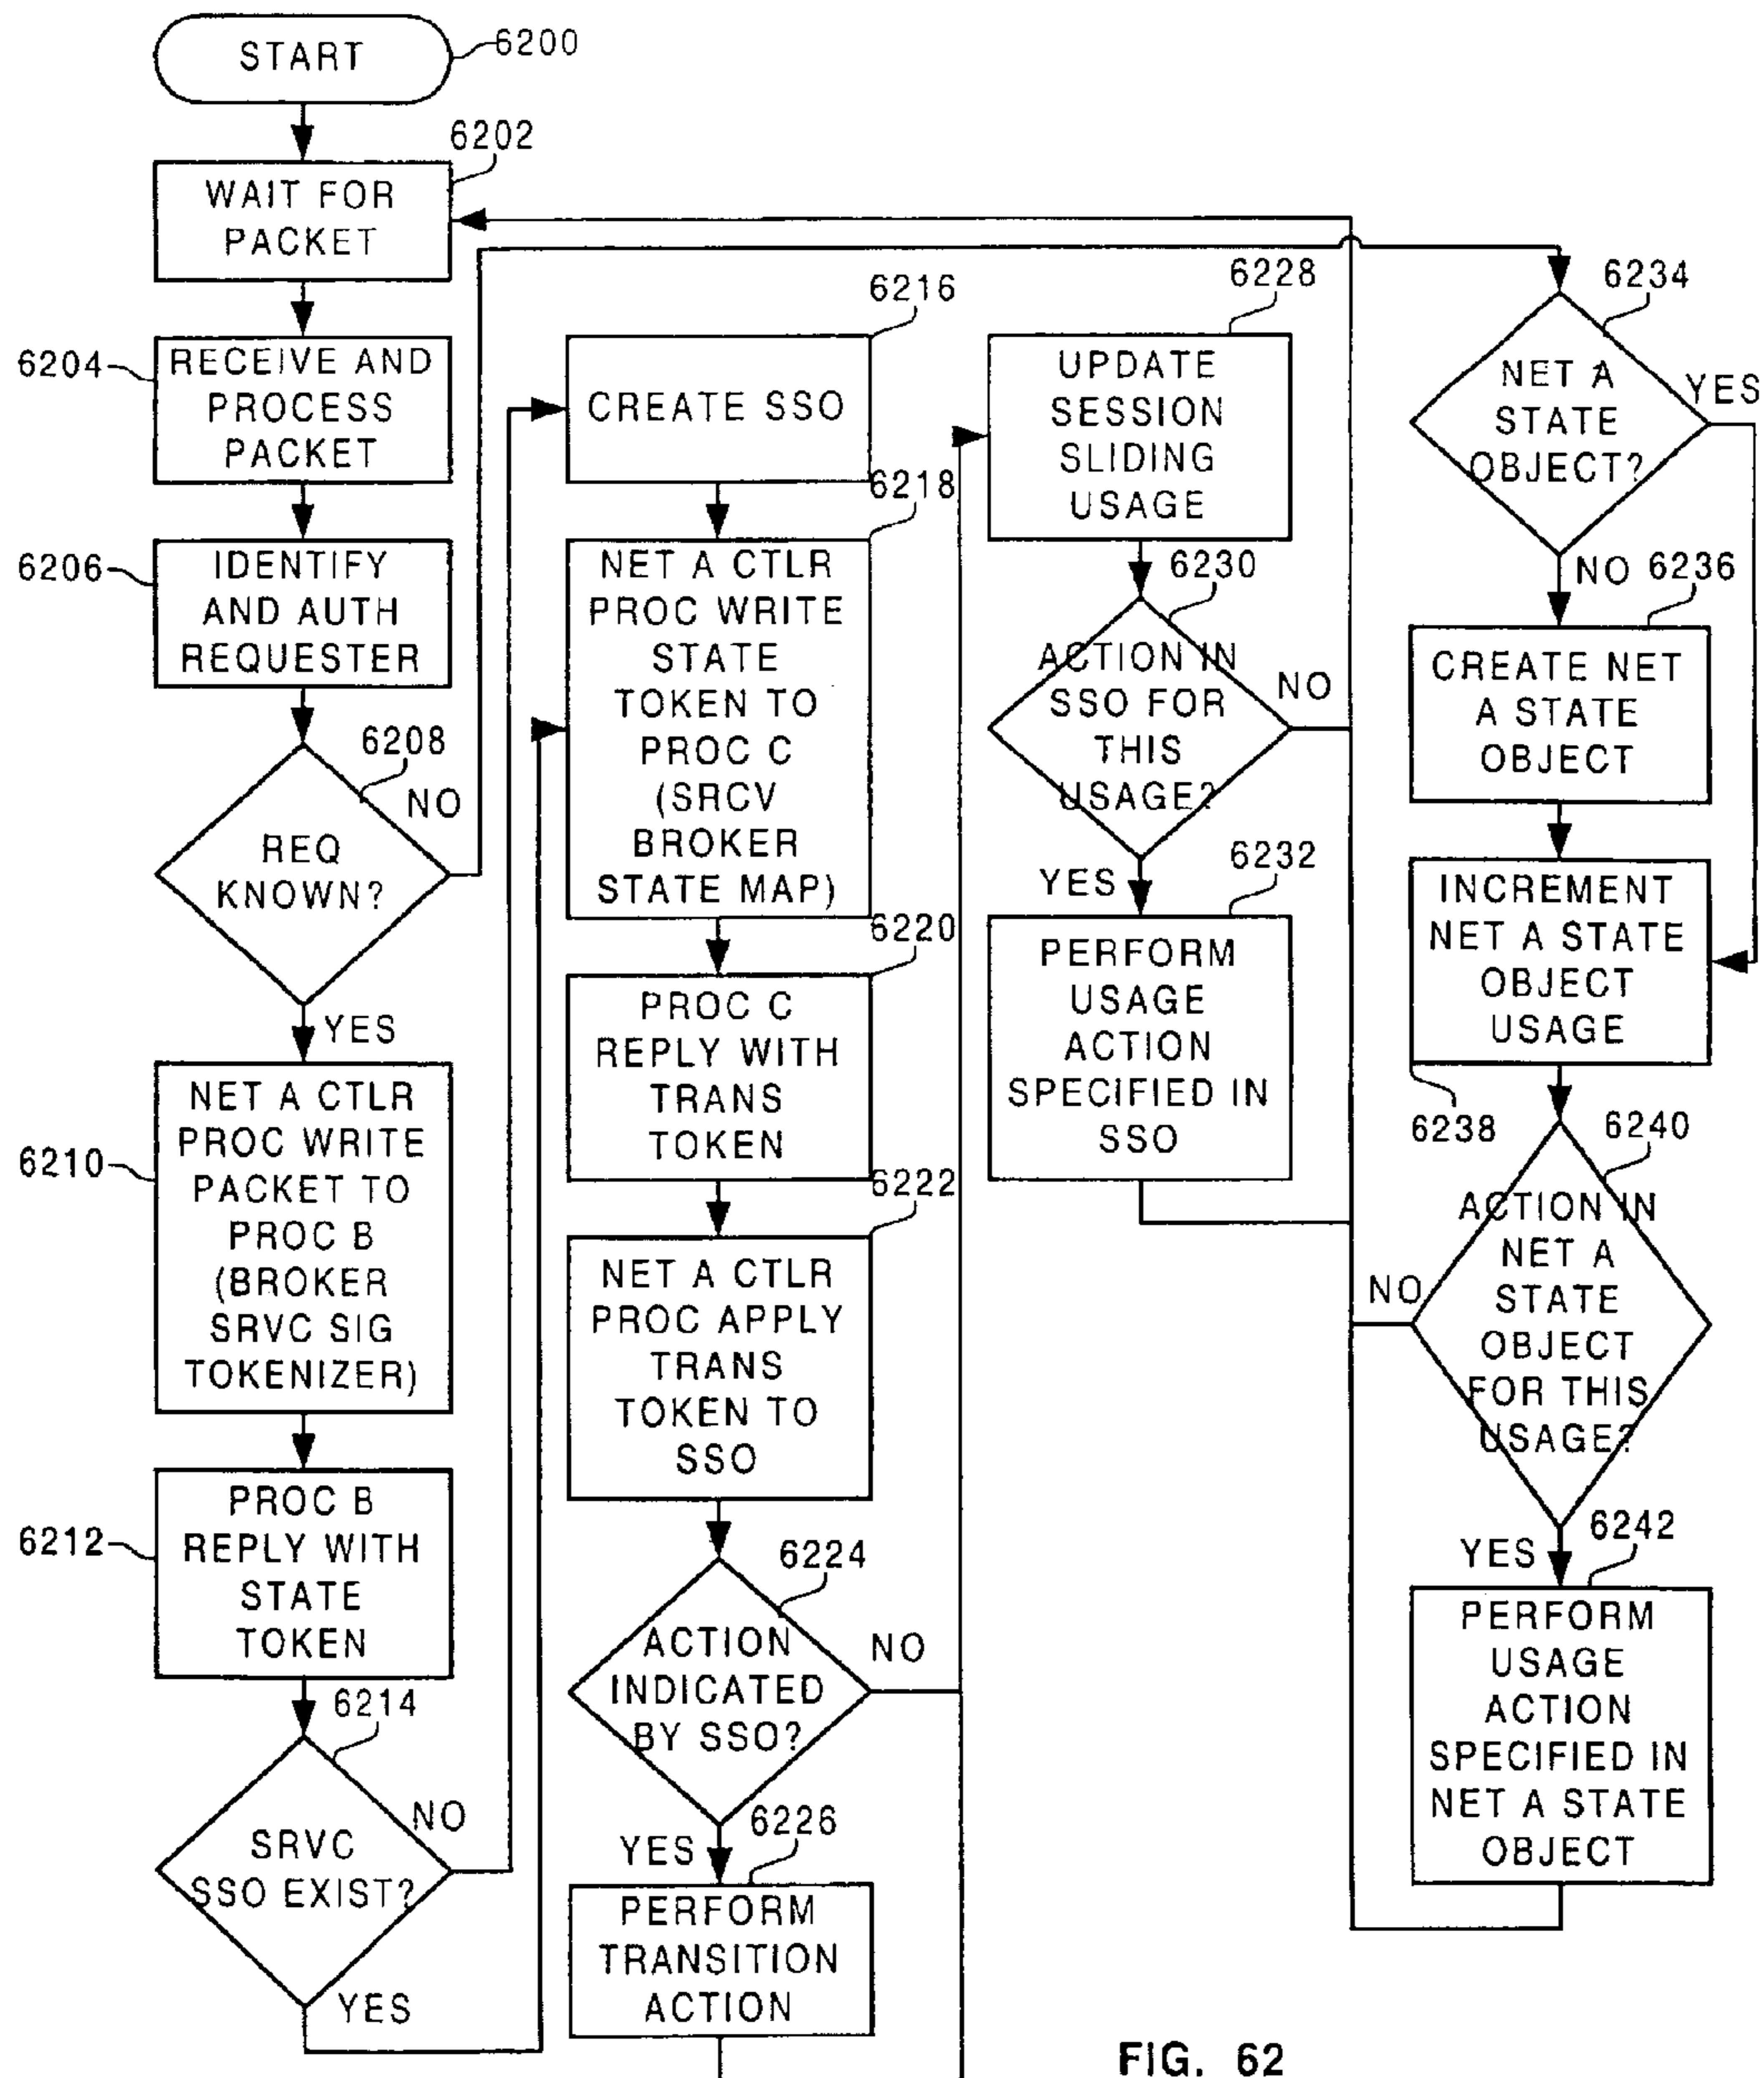 START
6200
6202
WAIT FOR
PACKET
6204
RECEIVE AND
PROCESS
PACKET
6206
IDENTIFY
AND AUTH
REQUESTER
6208
REQ
KNOWN?
NO
YES
6210
NET A CTLR
PROC WRITE
PACKET TO
PROC B
(BROKER
SRVC SIG
TOKENIZER)
6212
PROC B
REPLY WITH
STATE
TOKEN
6214
SRVC
SSO EXIST?
NO
YES
6216
CREATE SSO
6218
NET A CTLR
PROC WRITE
STATE
TOKEN TO
PROC C
(SRCV
BROKER
STATE MAP)
6220
PROC C
REPLY WITH
TRANS
TOKEN
6222
NET A CTLR
PROC APPLY
TRANS
TOKEN TO
SSO
6224
ACTION
INDICATED
BY SSO?
NO
YES
6226
PERFORM
TRANSITION
ACTION
6228
UPDATE
SESSION
SLIDING
USAGE
6230
ACTION IN
SSO FOR
THIS
USAGE?
NO
YES
6232
PERFORM
USAGE
ACTION
SPECIFIED IN
SSO
6234
NET A
STATE
OBJECT?
YES
NO
6236
CREATE NET
A STATE
OBJECT
INCREMENT
NET A STATE
OBJECT
USAGE
6238
6240
ACTION IN
NET A
STATE
OBJECT
FOR THIS
USAGE?
NO
YES
6242
PERFORM
USAGE
ACTION
SPECIFIED IN
NET A STATE
OBJECT
FIG. 62